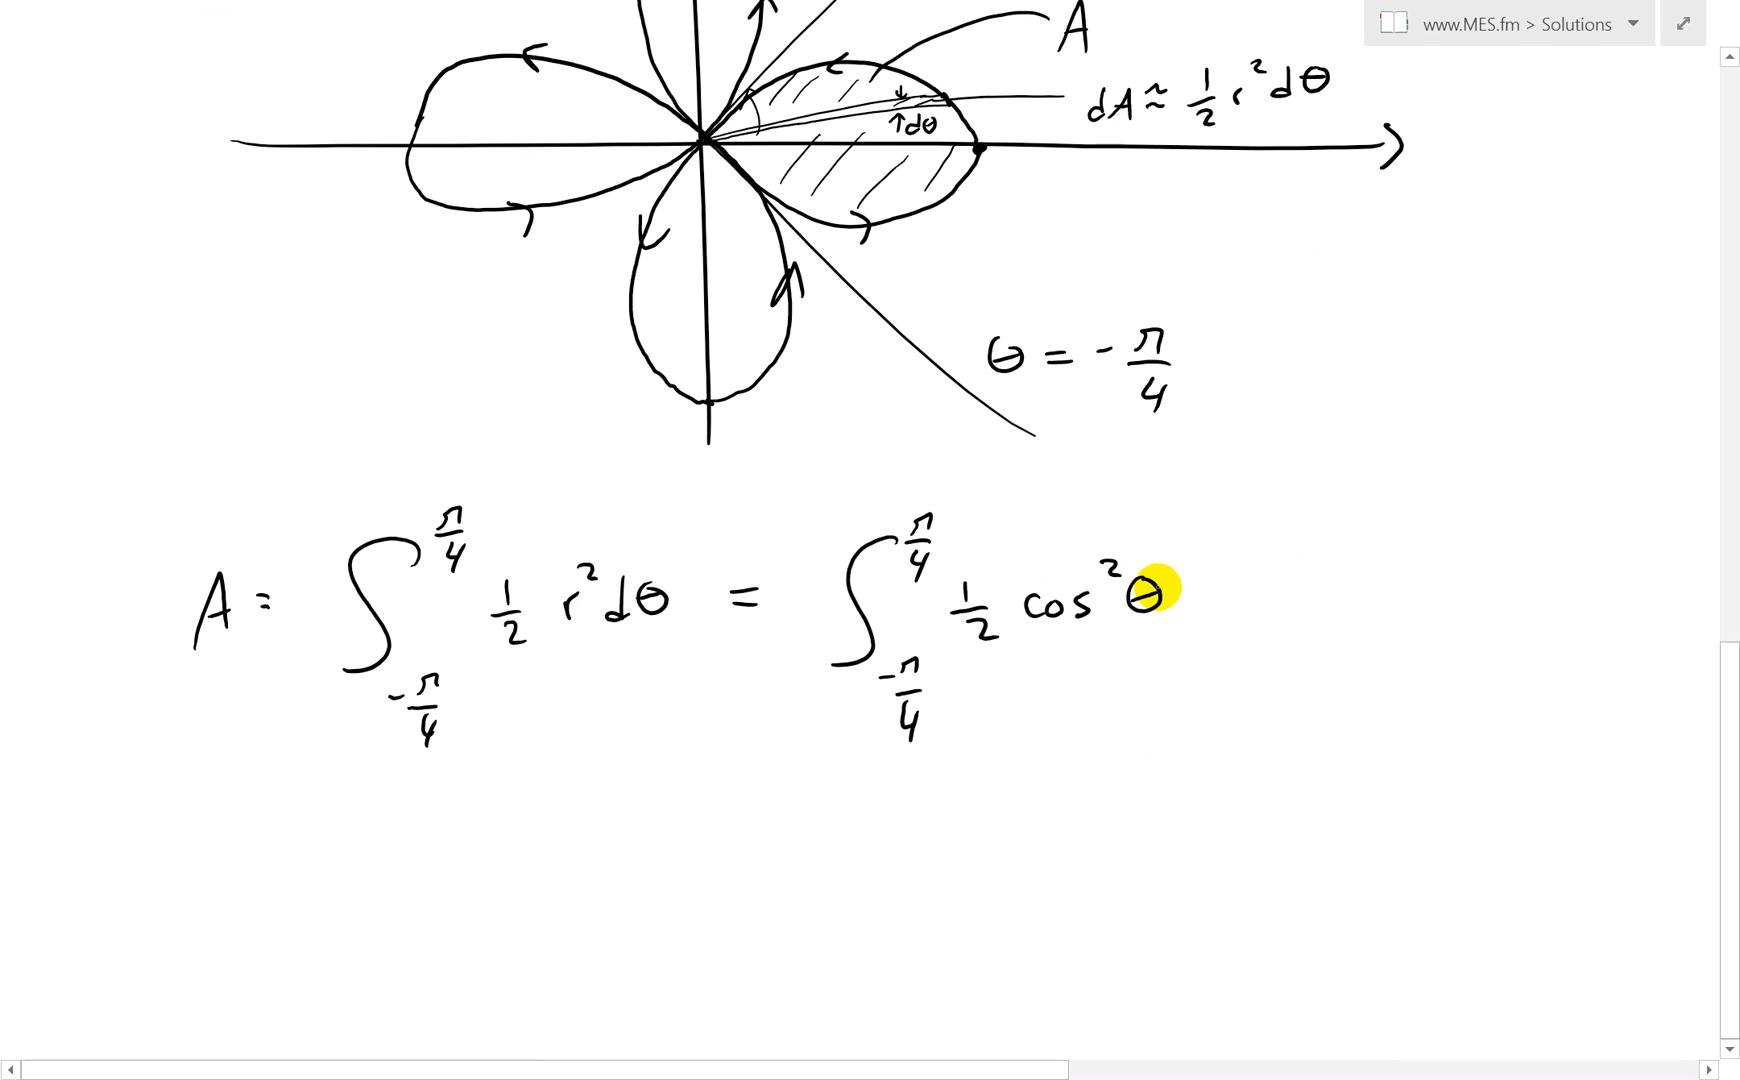 www.MES.fm > Solutions
A
dA ≈ 1/2 r² dθ
dθ
θ = - π/4
A = ∫_{-π/4}^{π/4} 1/2 r² dθ = ∫_{-π/4}^{π/4} 1/2 cos² θ